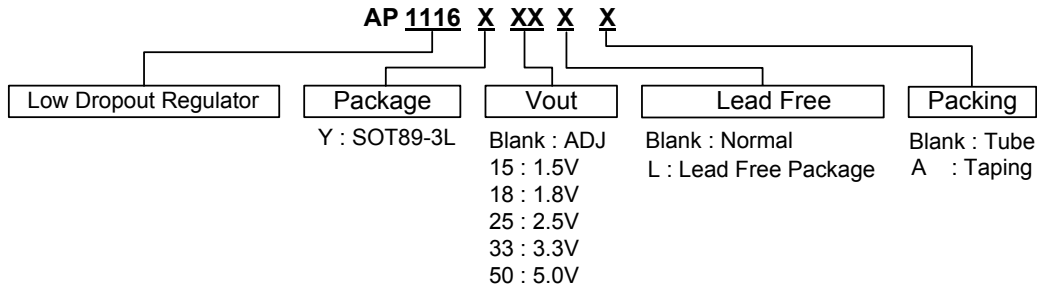 AP 1116 X XX X X
Low Dropout Regulator
Package
Vout
Lead Free
Packing
Y : SOT89-3L
Blank : ADJ
15 : 1.5V
18 : 1.8V
25 : 2.5V
33 : 3.3V
50 : 5.0V
Blank : Normal
L : Lead Free Package
Blank : Tube
A : Taping